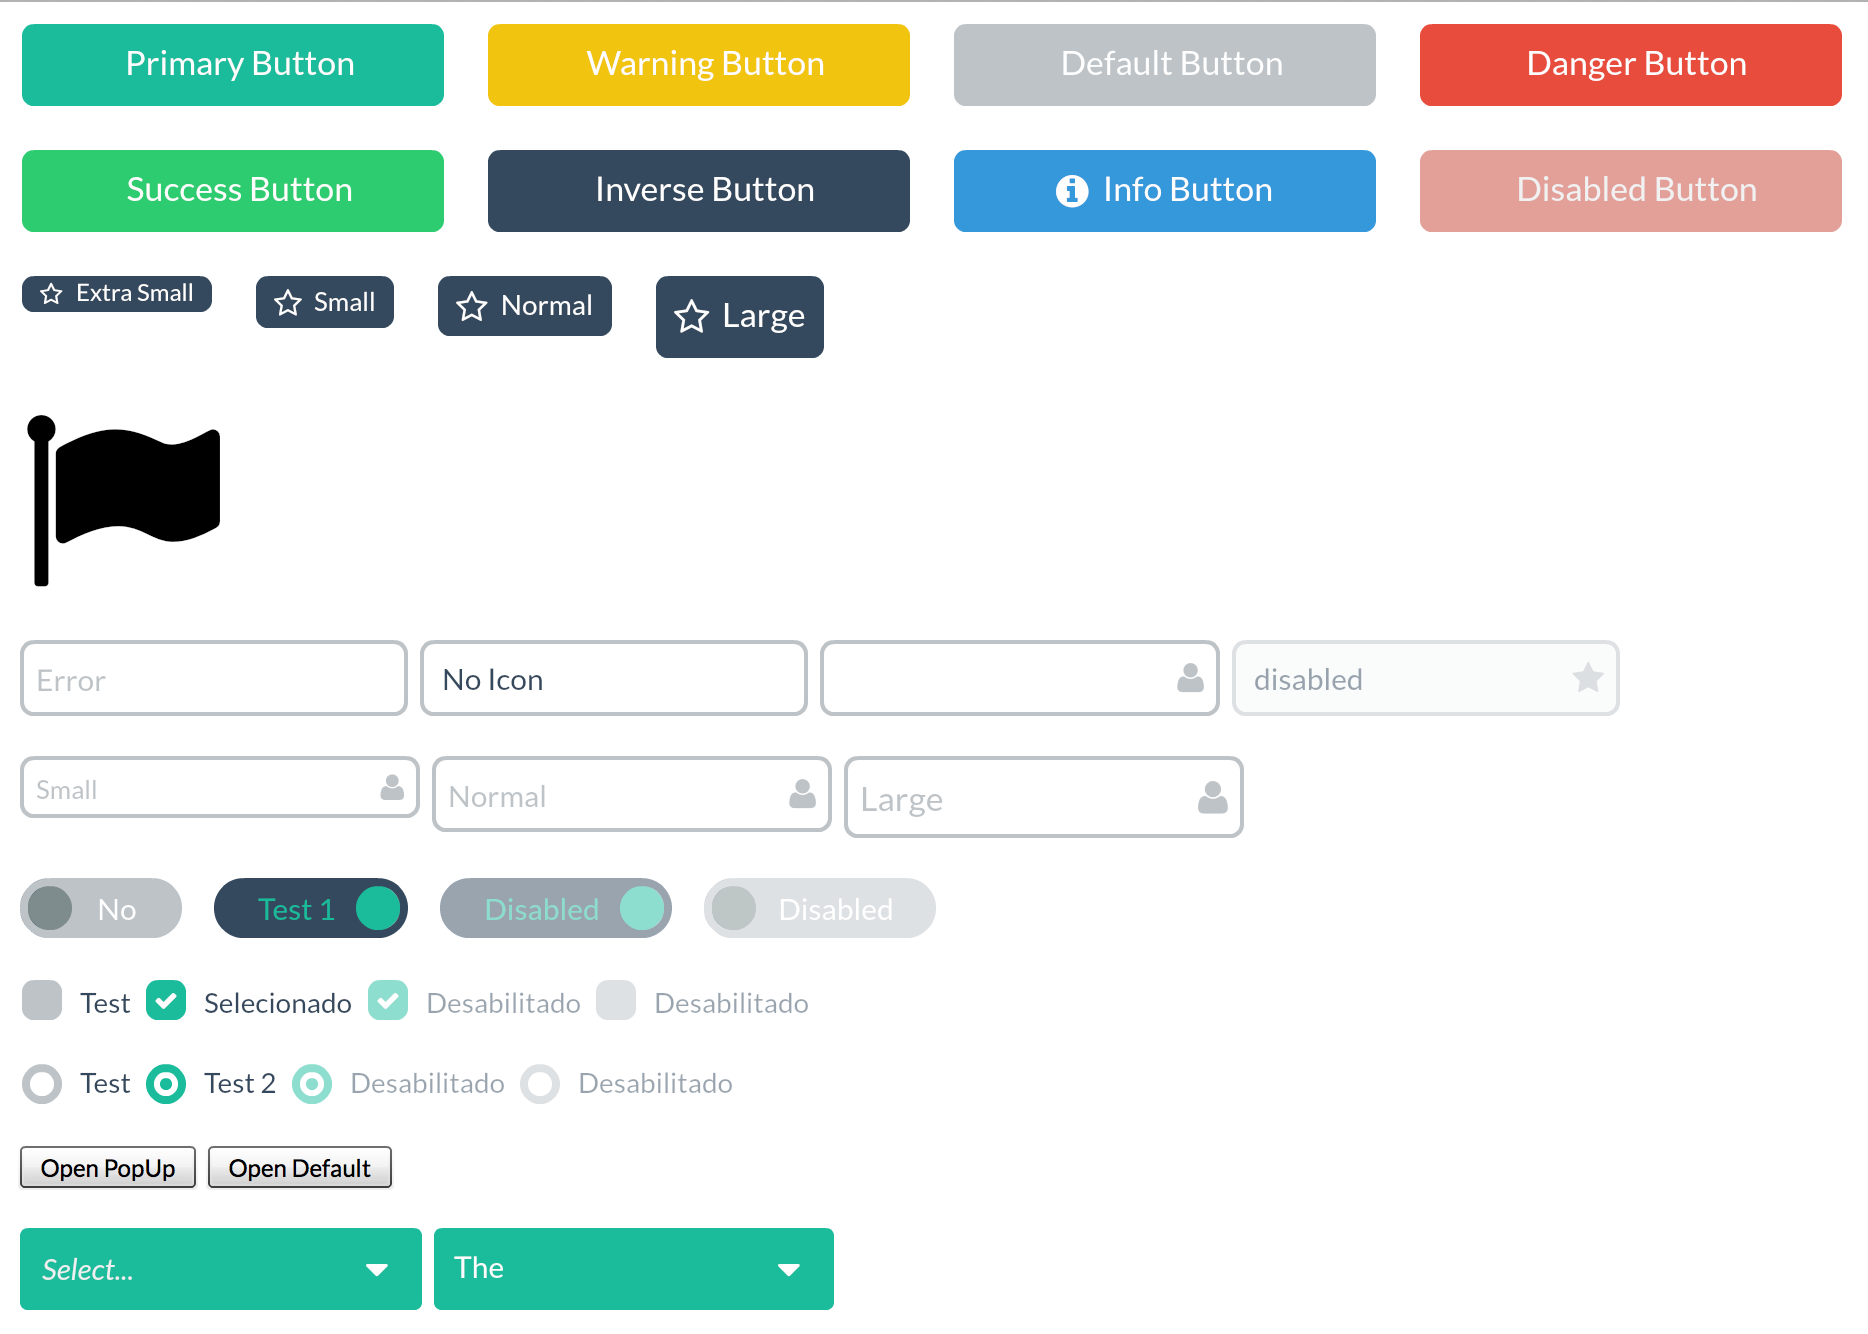 Primary Button
Warning Button
Default Button
Danger Button
Success Button
Inverse Button
Info Button
Disabled Button
Extra Small
Small
Normal
Large
Error
No Icon
disabled
Small
Normal
Large
No
Test 1
Disabled
Disabled
Test
Selecionado
Desabilitado
Desabilitado
Test
Test 2
Desabilitado
Desabilitado
Open PopUp
Open Default
Select...
The